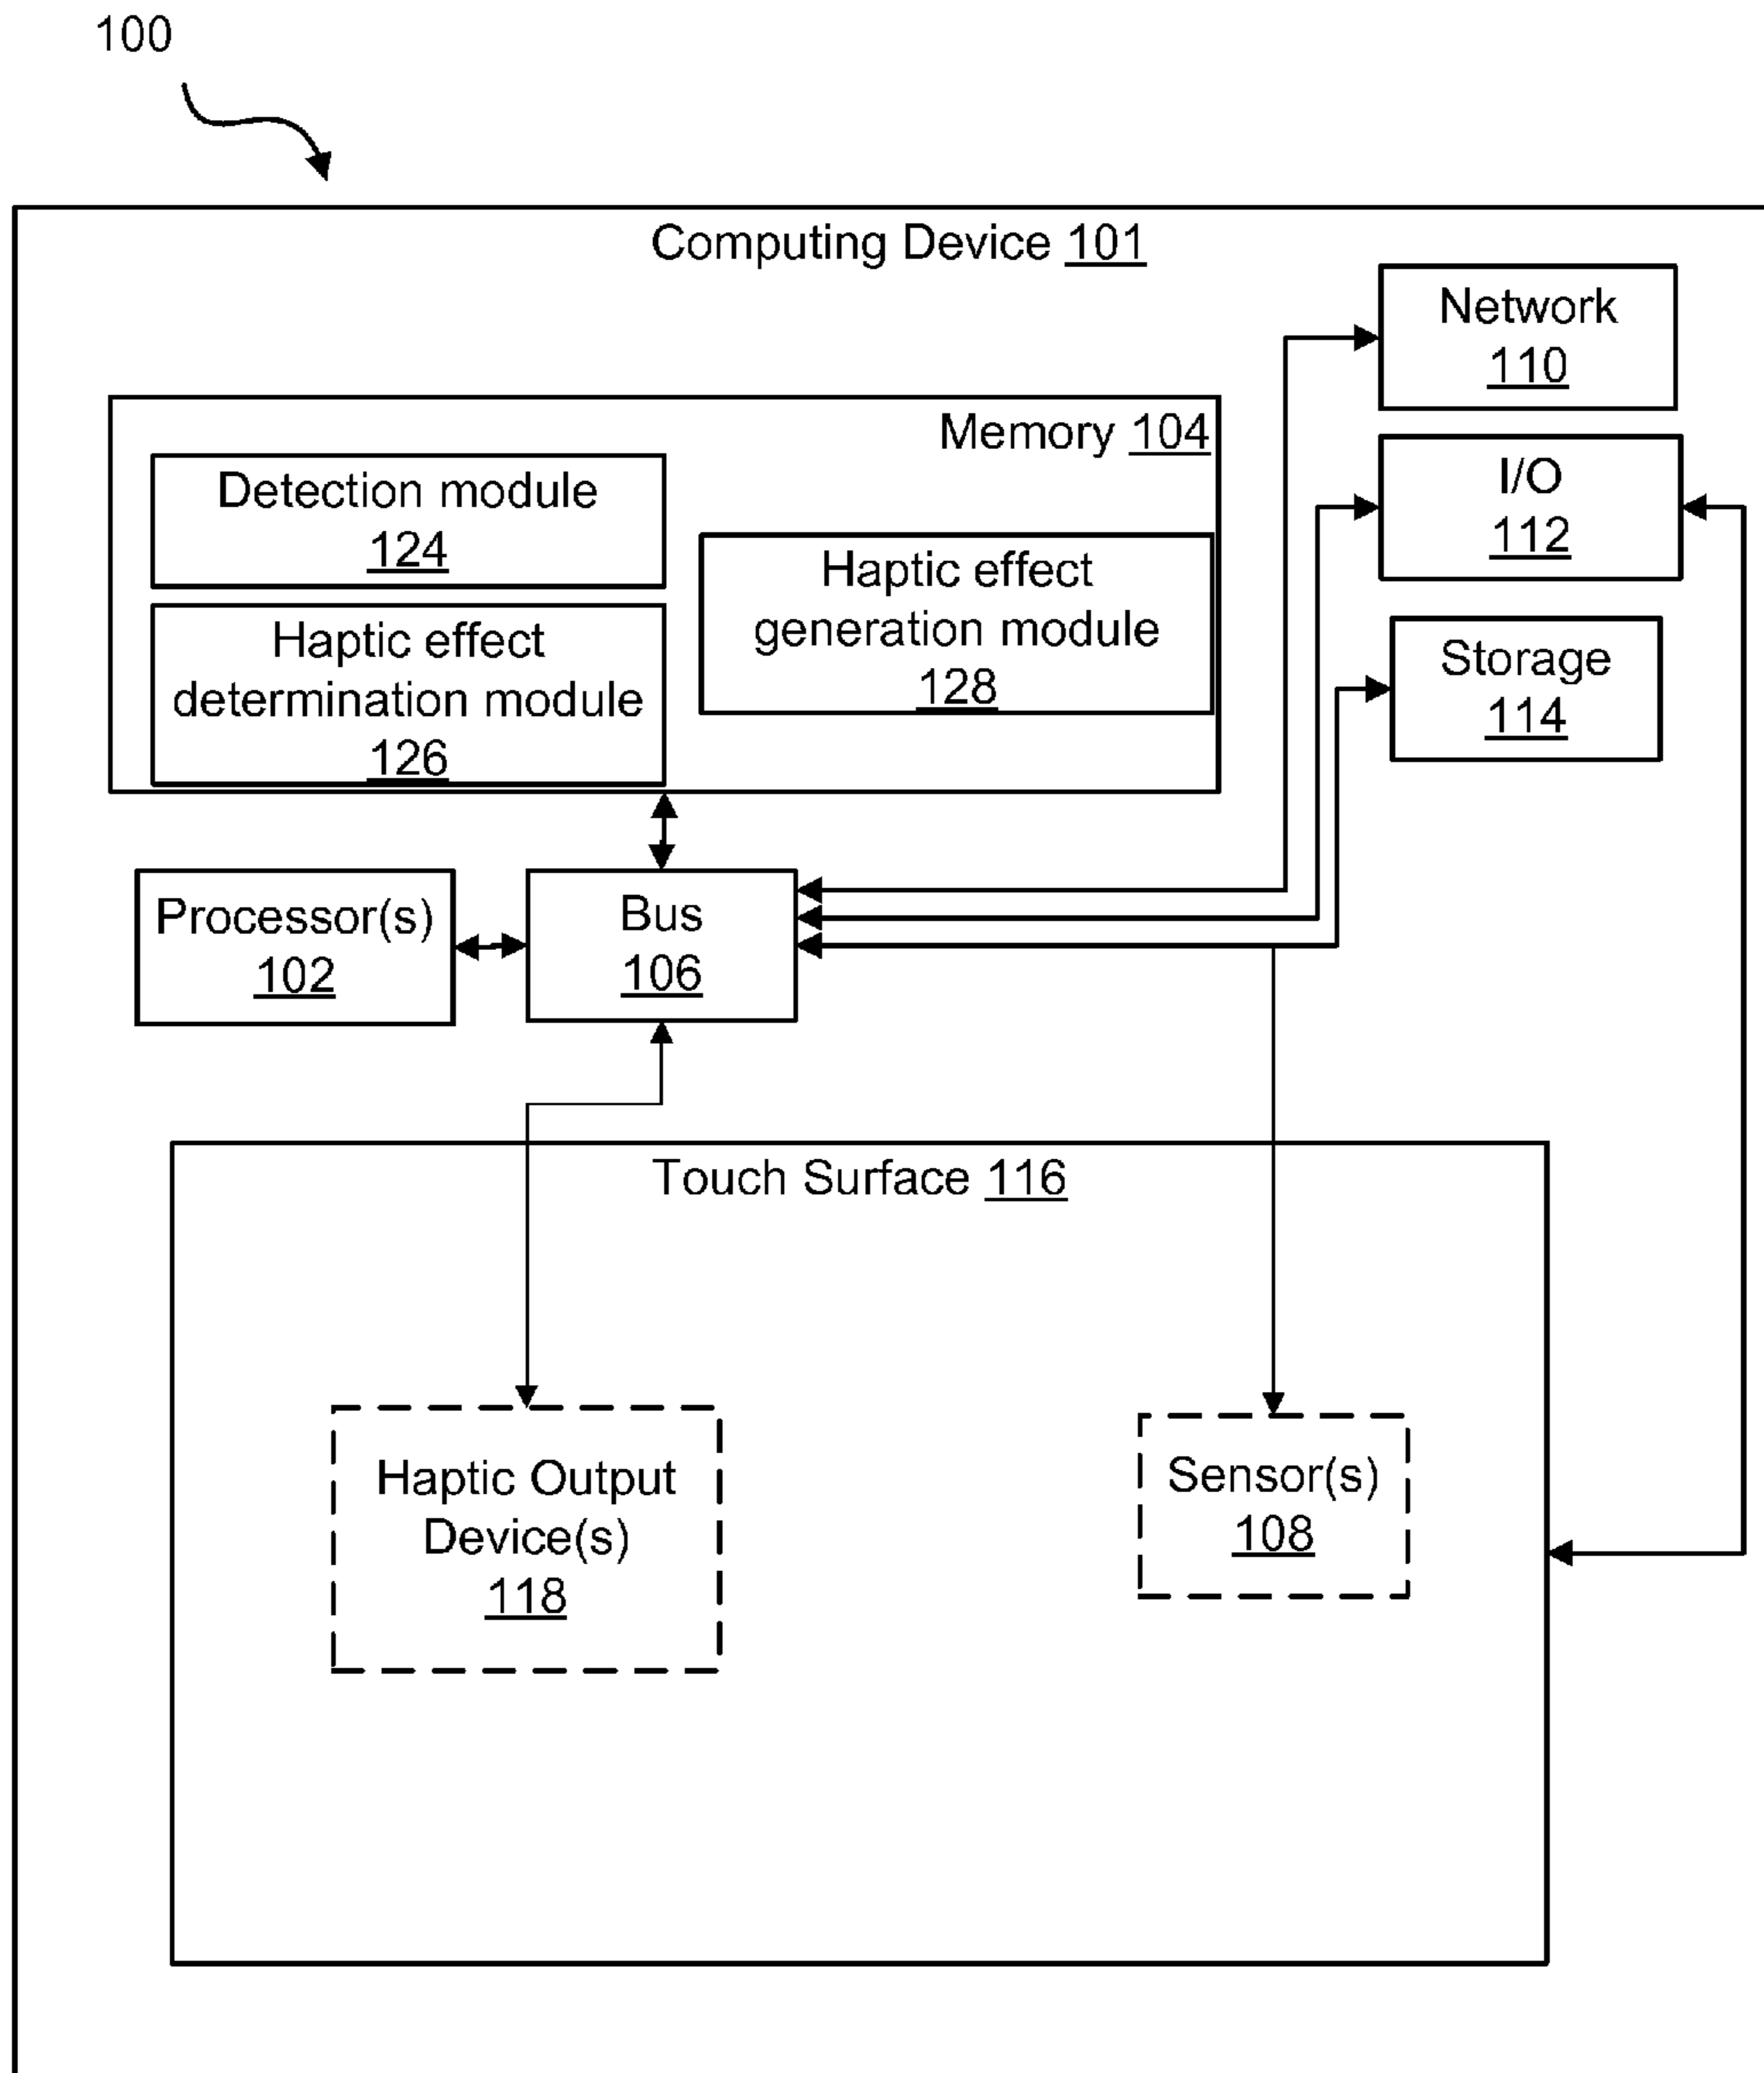 100
Computing Device 101
Network
110
Memory 104
I/O
112
Detection module
124
Haptic effect
generation module
128
Haptic effect
determination module
126
Storage
114
Processor(s)
102
Bus
106
Touch Surface 116
Haptic Output
Device(s)
118
Sensor(s)
108